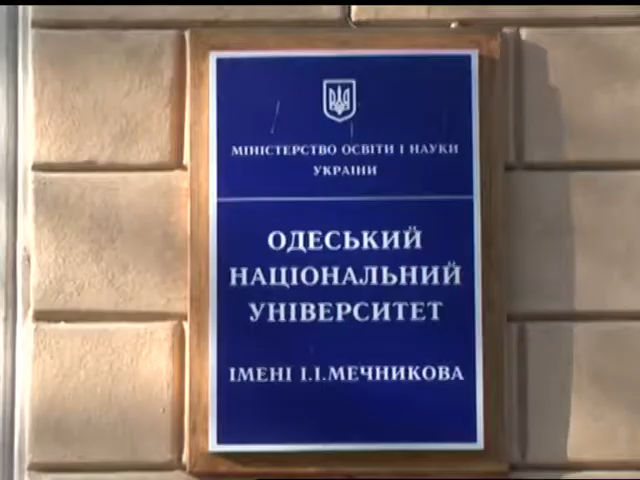 МІНІСТЕРСТВО ОСВІТИ І НАУКИ
УКРАЇНИ
ОДЕСЬКИЙ
НАЦІОНАЛЬНИЙ
УНІВЕРСИТЕТ
ІМЕНІ І.І.МЕЧНИКОВА